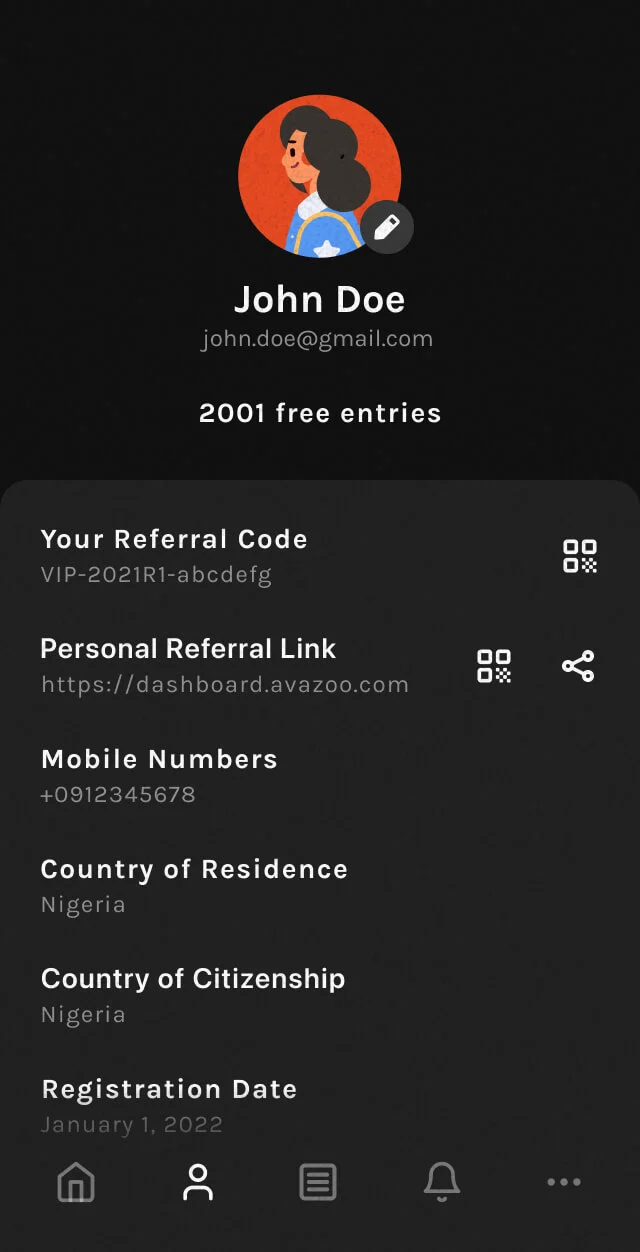 John Doe
john.doe@gmail.com
2001 free entries
Your Referral Code
VIP-2021R1-abcdefg
Personal Referral Link
https://dashboard.avazoo.com
Mobile Numbers
+0912345678
Country of Residence
Nigeria
Country of Citizenship
Nigeria
Registration Date
January 1, 2022